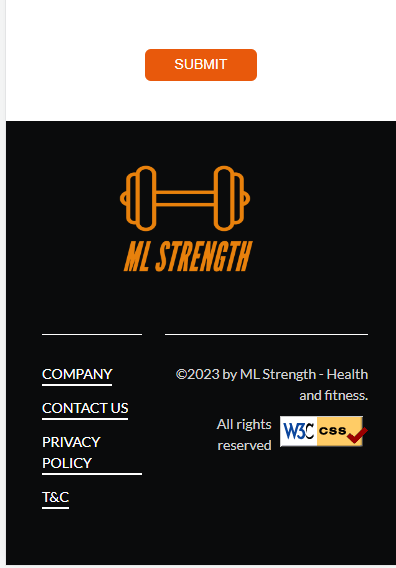 SUBMIT
ML STRENGTH
COMPANY
CONTACT US
PRIVACY
POLICY
T&C
©2023 by ML Strength - Health
and fitness.
All rights
reserved
W3C css